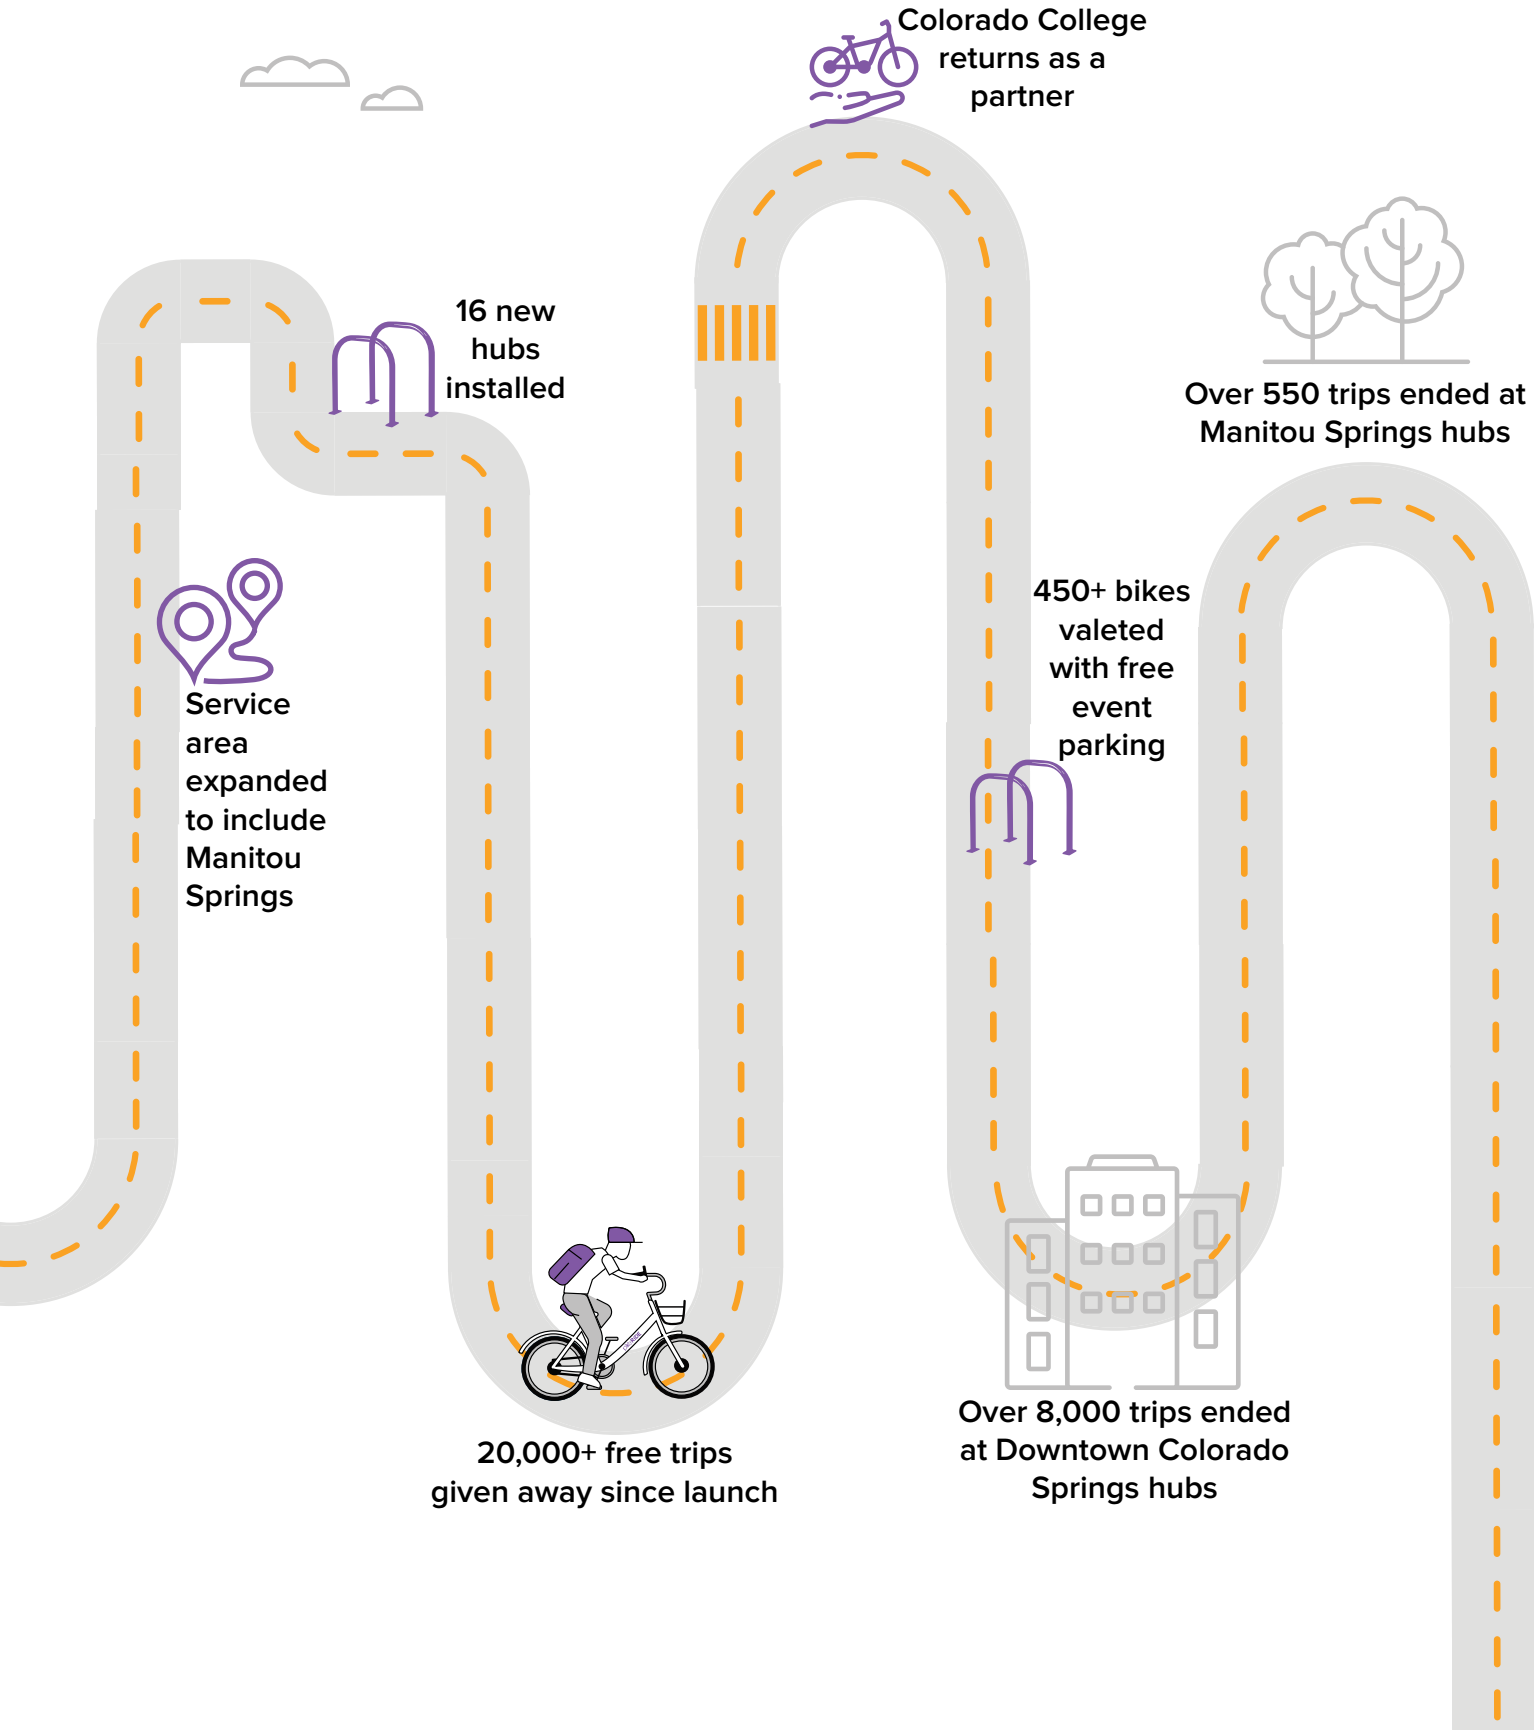 Service
area
expanded
to include
Manitou
Springs
16 new
hubs
installed
20,000+ free trips
given away since launch
Colorado College
returns as a
partner
450+ bikes
valeted
with free
event
parking
Over 8,000 trips ended
at Downtown Colorado
Springs hubs
Over 550 trips ended at
Manitou Springs hubs